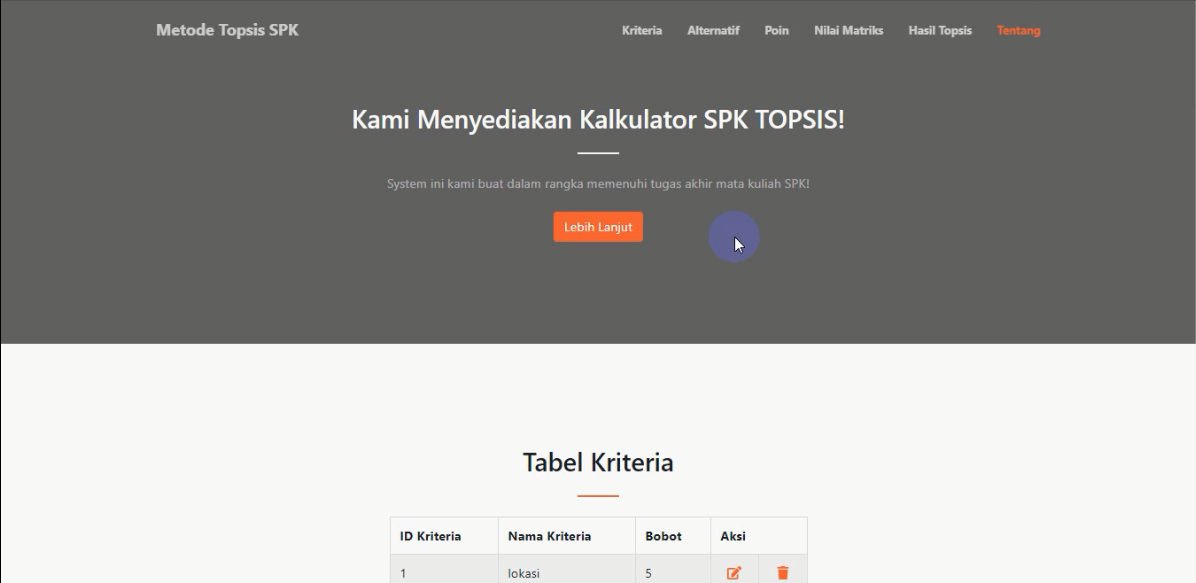 Metode Topsis SPK Kriteria Alternatif Poin Nilai Matriks Hasil Topsis Tentang
Kami Menyediakan Kalkulator SPK TOPSIS!
System ini kami buat dalam rangka memenuhi tugas akhir mata kuliah SPK!
Lebih Lanjut
Tabel Kriteria
ID Kriteria Nama Kriteria Bobot Aksi
1 lokasi 5